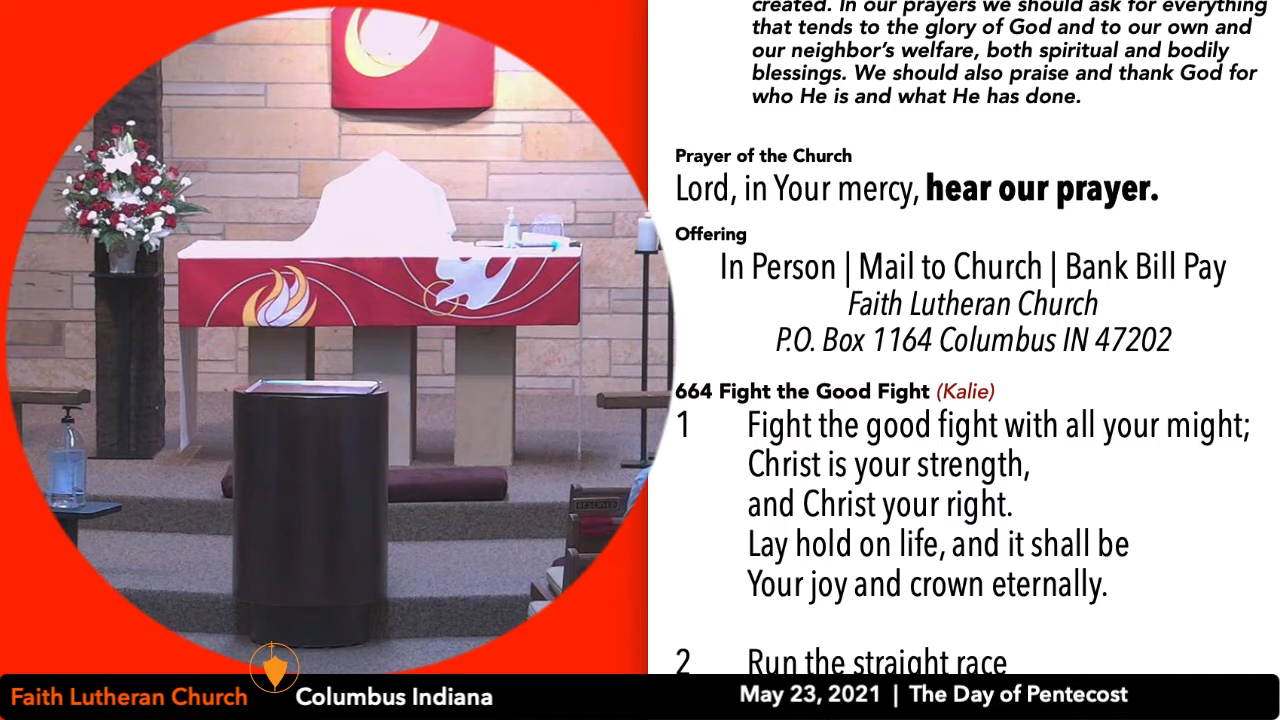 created. In our prayers we should ask for everything
that tends to the glory of God and to our own and
our neighbor's welfare, both spiritual and bodily
blessings. We should also praise and thank God for
who He is and what He has done.
Prayer of the Church
Lord, in Your mercy, hear our prayer.
Offering
In Person | Mail to Church | Bank Bill Pay
Faith Lutheran Church
P.O. Box 1164 Columbus IN 47202
664 Fight the Good Fight (Kalie)
1 Fight the good fight with all your might;
Christ is your strength,
and Christ your right.
Lay hold on life, and it shall be
Your joy and crown eternally.
2 Run the straight race
RESERVED
Faith Lutheran Church Columbus Indiana
May 23, 2021 | The Day of Pentecost